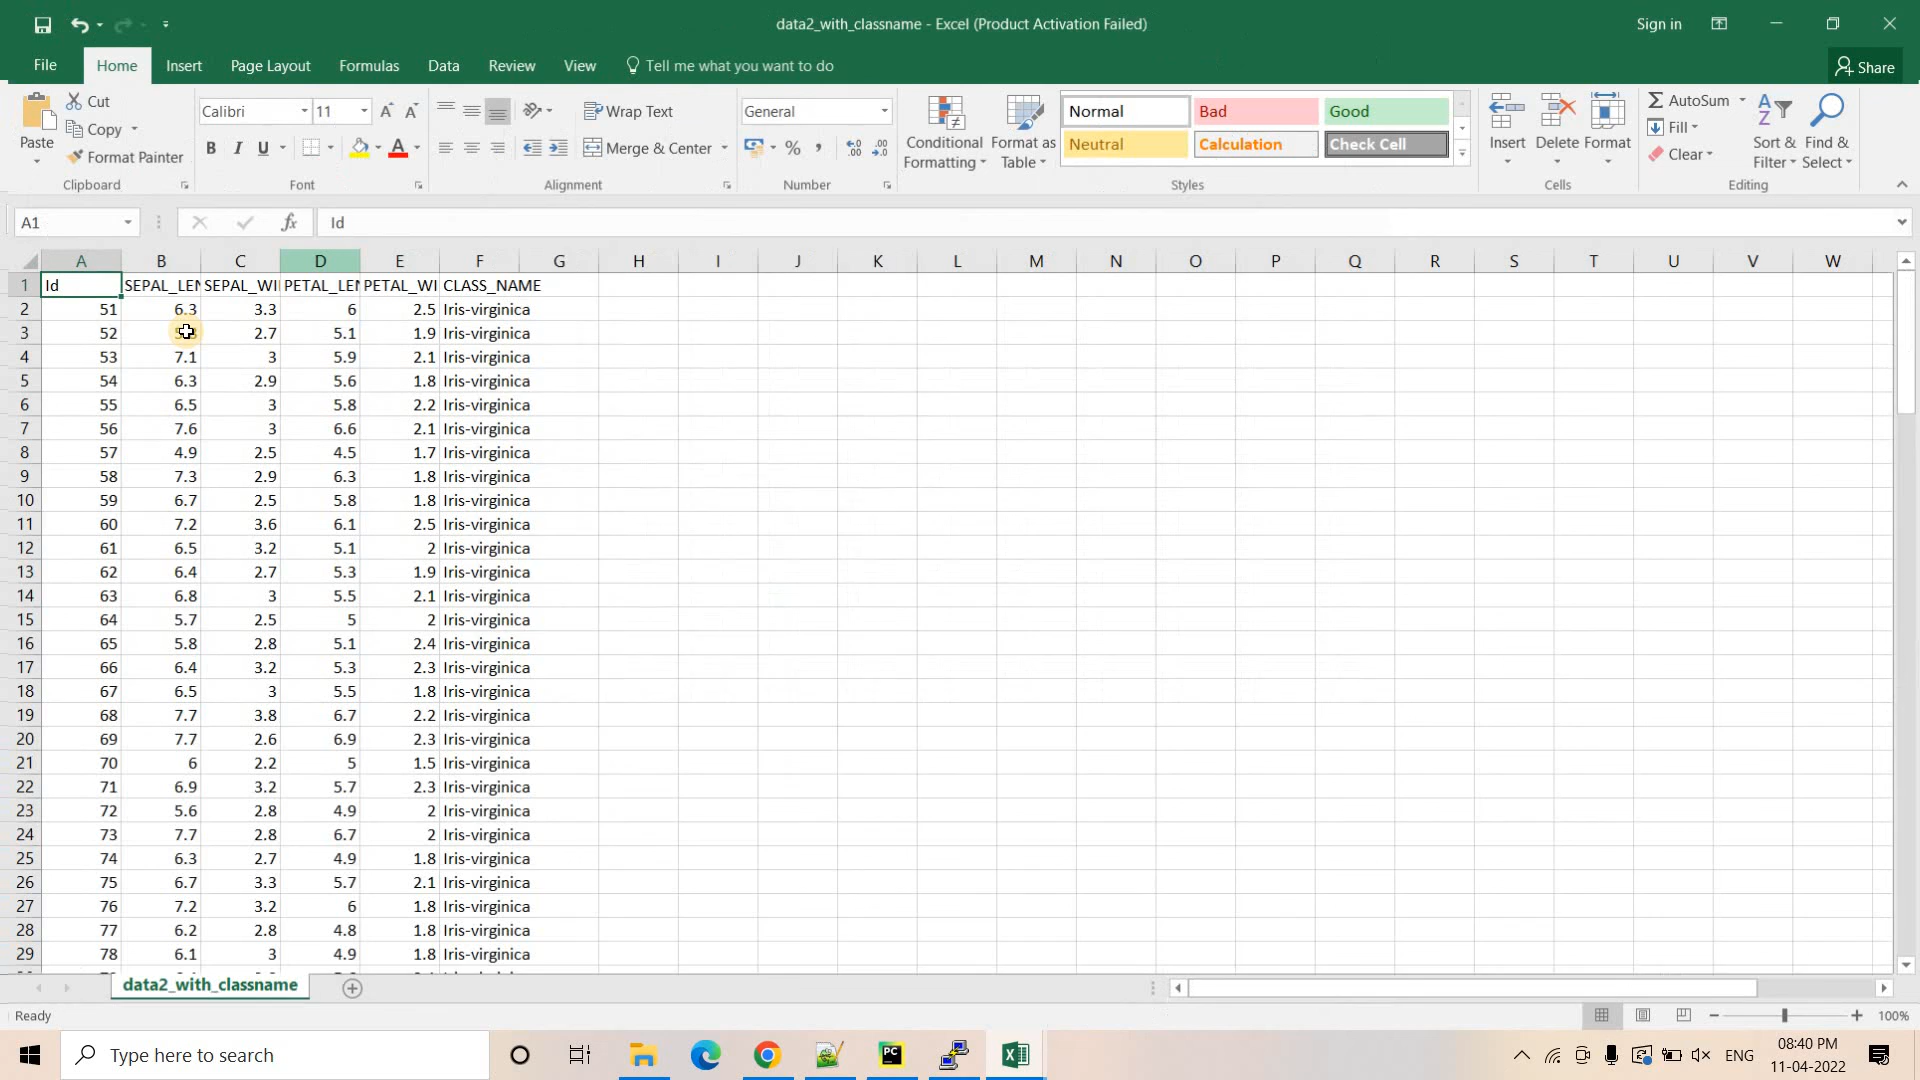 data2_with_classname - Excel (Product Activation Failed)
Sign in
File Home Insert Page Layout Formulas Data Review View Tell me what you want to do
Share
Paste
Cut
Copy
Format Painter
Clipboard
Calibri 11
B I U
Font
Wrap Text
Merge & Center
Alignment
General
Number
Conditional Formatting
Format as Table
Normal Bad Good
Neutral Calculation Check Cell
Styles
Insert Delete Format
Cells
AutoSum
Fill
Clear
Sort & Filter
Find & Select
Editing
A1 fx Id
A B C D E F G H I J K L M N O P Q R S T U V W
1 Id SEPAL_LEN SEPAL_WI PETAL_LEN PETAL_WI CLASS_NAME
2 51 6.3 3.3 6 2.5 Iris-virginica
3 52 2.7 5.1 1.9 Iris-virginica
4 53 7.1 3 5.9 2.1 Iris-virginica
5 54 6.3 2.9 5.6 1.8 Iris-virginica
6 55 6.5 3 5.8 2.2 Iris-virginica
7 56 7.6 3 6.6 2.1 Iris-virginica
8 57 4.9 2.5 4.5 1.7 Iris-virginica
9 58 7.3 2.9 6.3 1.8 Iris-virginica
10 59 6.7 2.5 5.8 1.8 Iris-virginica
11 60 7.2 3.6 6.1 2.5 Iris-virginica
12 61 6.5 3.2 5.1 2 Iris-virginica
13 62 6.4 2.7 5.3 1.9 Iris-virginica
14 63 6.8 3 5.5 2.1 Iris-virginica
15 64 5.7 2.5 5 2 Iris-virginica
16 65 5.8 2.8 5.1 2.4 Iris-virginica
17 66 6.4 3.2 5.3 2.3 Iris-virginica
18 67 6.5 3 5.5 1.8 Iris-virginica
19 68 7.7 3.8 6.7 2.2 Iris-virginica
20 69 7.7 2.6 6.9 2.3 Iris-virginica
21 70 6 2.2 5 1.5 Iris-virginica
22 71 6.9 3.2 5.7 2.3 Iris-virginica
23 72 5.6 2.8 4.9 2 Iris-virginica
24 73 7.7 2.8 6.7 2 Iris-virginica
25 74 6.3 2.7 4.9 1.8 Iris-virginica
26 75 6.7 3.3 5.7 2.1 Iris-virginica
27 76 7.2 3.2 6 1.8 Iris-virginica
28 77 6.2 2.8 4.8 1.8 Iris-virginica
29 78 6.1 3 4.9 1.8 Iris-virginica
data2_with_classname
Ready
100%
Type here to search
PC
ENG
08:40 PM
11-04-2022